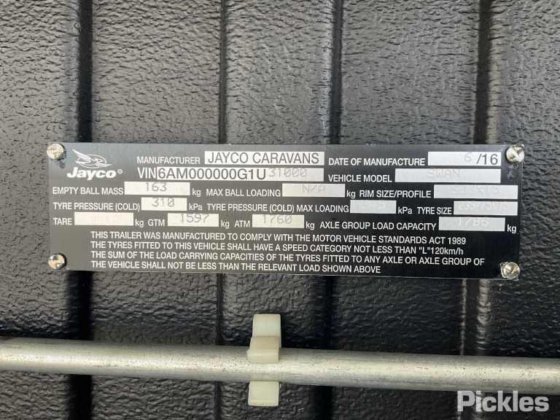 Jayco
MANUFACTURER JAYCO CARAVANS DATE OF MANUFACTURE 6/16
VIN6AM000000G1U31000 VEHICLE MODEL SWAN
EMPTY BALL MASS 163 kg MAX BALL LOADING N/A kg RIM SIZE/PROFILE
TYRE PRESSURE (COLD) 310 kPa TYRE PRESSURE(COLD) MAX LOADING kPa TYRE SIZE
TARE kg GTM 1597 kg ATM 1760 kg AXLE GROUP LOAD CAPACITY kg
THIS TRAILER WAS MANUFACTURED TO COMPLY WITH THE MOTOR VEHICLE STANDARDS ACT 1989
THE TYRES FITTED TO THIS VEHICLE SHALL HAVE A SPEED CATEGORY NOT LESS THAN "L"120km/h
THE SUM OF THE LOAD CARRYING CAPACITIES OF THE TYRES FITTED TO ANY AXLE OR AXLE GROUP OF
THE VEHICLE SHALL NOT BE LESS THAN THE RELEVANT LOAD SHOWN ABOVE
Pickles